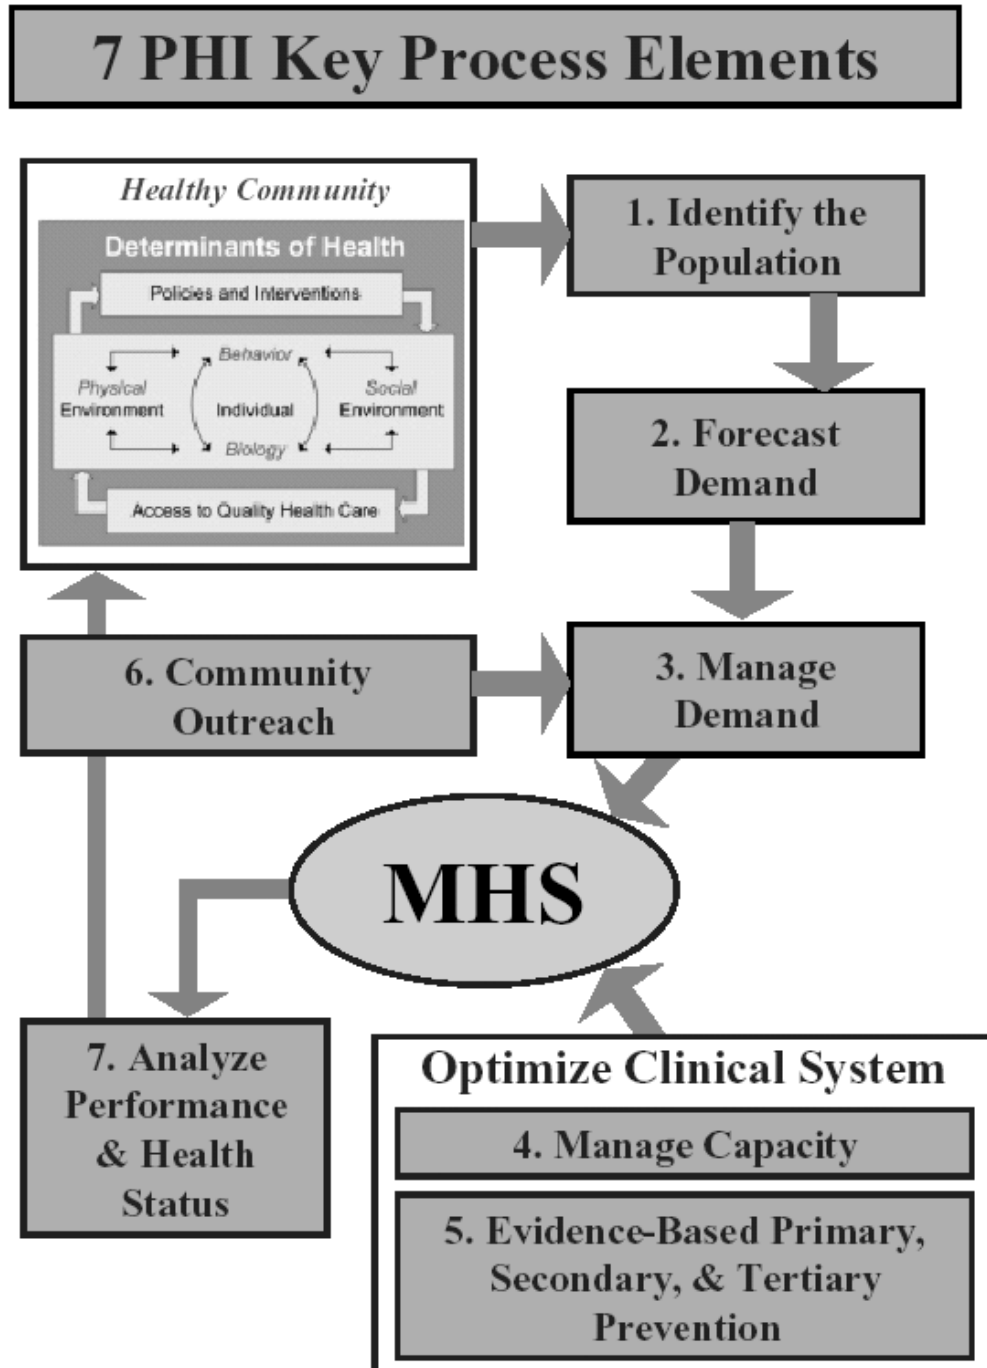 7 PHI Key Process Elements
Healthy Community
Determinants of Health
Policies and Interventions
Behavior
Physical
Environment
Individual
Social
Environment
Biology
Access to Quality Health Care
1. Identify the
Population
2. Forecast
Demand
3. Manage
Demand
6. Community
Outreach
MHS
7. Analyze
Performance
& Health
Status
Optimize Clinical System
4. Manage Capacity
5. Evidence-Based Primary,
Secondary, & Tertiary
Prevention